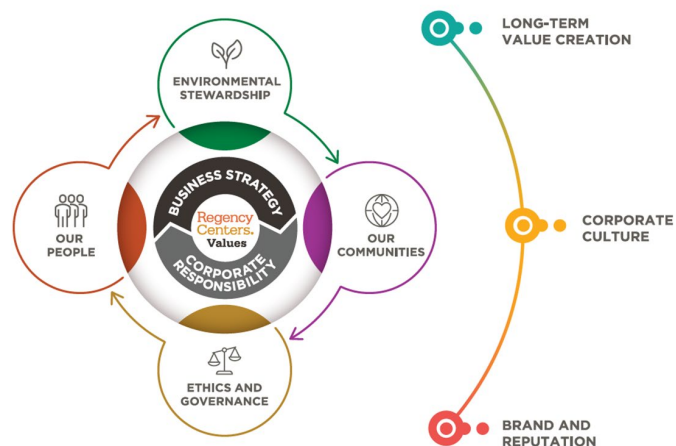 ENVIRONMENTAL
STEWARDSHIP
OUR
PEOPLE
BUSINESS STRATEGY
Regency
Centers.
Values
CORPORATE
RESPONSIBILITY
OUR
COMMUNITIES
ETHICS AND
GOVERNANCE
LONG-TERM
VALUE CREATION
CORPORATE
CULTURE
BRAND AND
REPUTATION